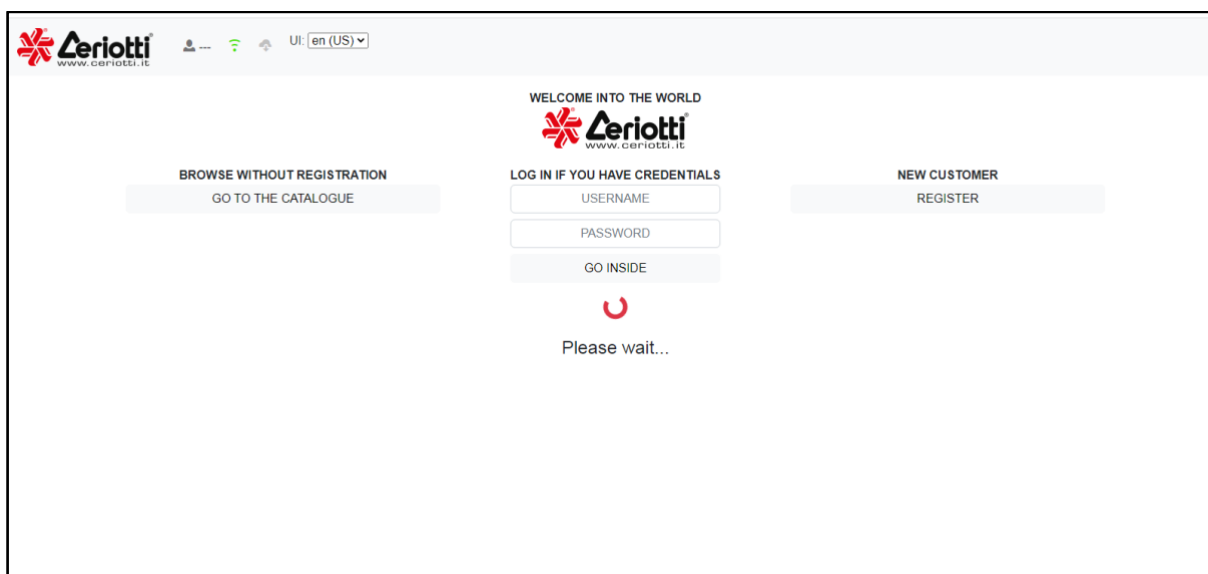 Ceriotti
www.ceriotti.it
--- UI: en (US)
WELCOME INTO THE WORLD
Ceriotti
www.ceriotti.it
BROWSE WITHOUT REGISTRATION
GO TO THE CATALOGUE
LOG IN IF YOU HAVE CREDENTIALS
USERNAME
PASSWORD
GO INSIDE
Please wait...
NEW CUSTOMER
REGISTER